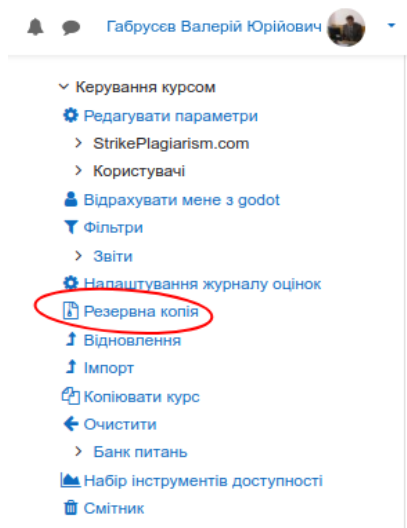 Габрусєв Валерій Юрійович
Керування курсом
Редагувати параметри
StrikePlagiarism.com
Користувачі
Відрахувати мене з godot
Фільтри
Звіти
Налаштування журналу оцінок
Резервна копія
Відновлення
Імпорт
Копіювати курс
Очистити
Банк питань
Набір інструментів доступності
Смітник